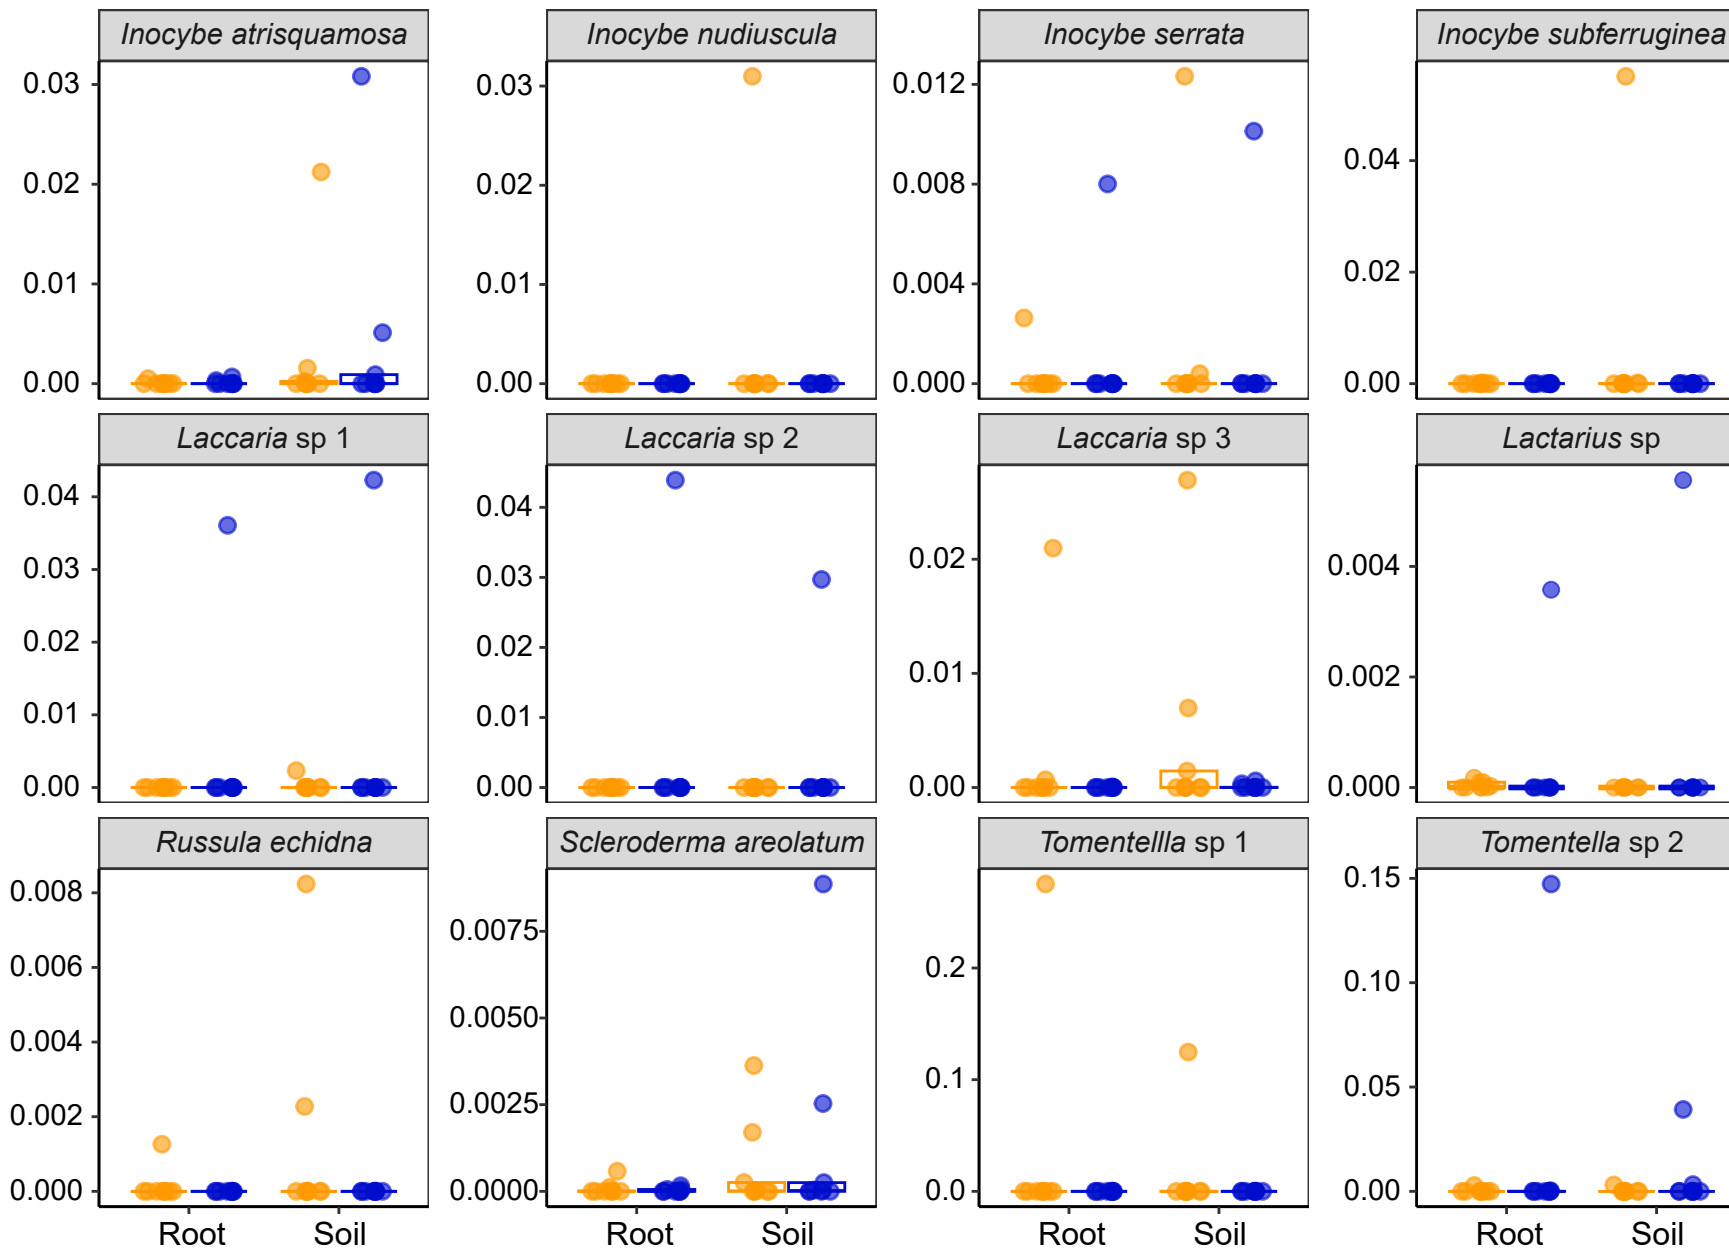 Inocybe atrisquamosa
Inocybe nudiuscula
Inocybe serrata
Inocybe subferruginea
0.03
0.02
0.01
0.00
0.03
0.02
0.01
0.00
0.012
0.008
0.004
0.000
0.04
0.02
0.00
Laccaria sp 1
Laccaria sp 2
Laccaria sp 3
Lactarius sp
0.04
0.03
0.02
0.01
0.00
0.04
0.03
0.02
0.01
0.00
0.02
0.01
0.00
0.004
0.002
0.000
Russula echidna
Scleroderma areolatum
Tomentellla sp 1
Tomentella sp 2
0.008
0.006
0.004
0.002
0.000
0.0075
0.0050
0.0025
0.0000
0.2
0.1
0.0
0.15
0.10
0.05
0.00
Root Soil
Root Soil
Root Soil
Root Soil